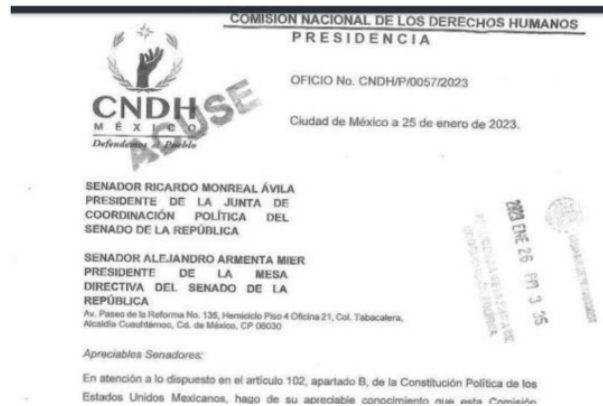 COMISIÓN NACIONAL DE LOS DERECHOS HUMANOS
PRESIDENCIA
OFICIO No. CNDH/P/0057/2023
CNDH
MÉXICO
Defendemos al Pueblo
ACUSE
Ciudad de México a 25 de enero de 2023.
SENADOR RICARDO MONREAL ÁVILA
PRESIDENTE DE LA JUNTA DE
COORDINACIÓN POLÍTICA DEL
SENADO DE LA REPÚBLICA
2023 ENE 26 PM 3 35
SENADOR ALEJANDRO ARMENTA MIER
PRESIDENTE DE LA MESA
DIRECTIVA DEL SENADO DE LA
REPÚBLICA
Av. Paseo de la Reforma No. 135, Hemiciclo Piso 4 Oficina 21, Col. Tabacalera,
Alcaldía Cuauhtémoc, Cd. de México, CP 06030
Apreciables Senadores:
En atención a lo dispuesto en el artículo 102, apartado B, de la Constitución Política de los
Estados Unidos Mexicanos, hago de su apreciable conocimiento que esta Comisión